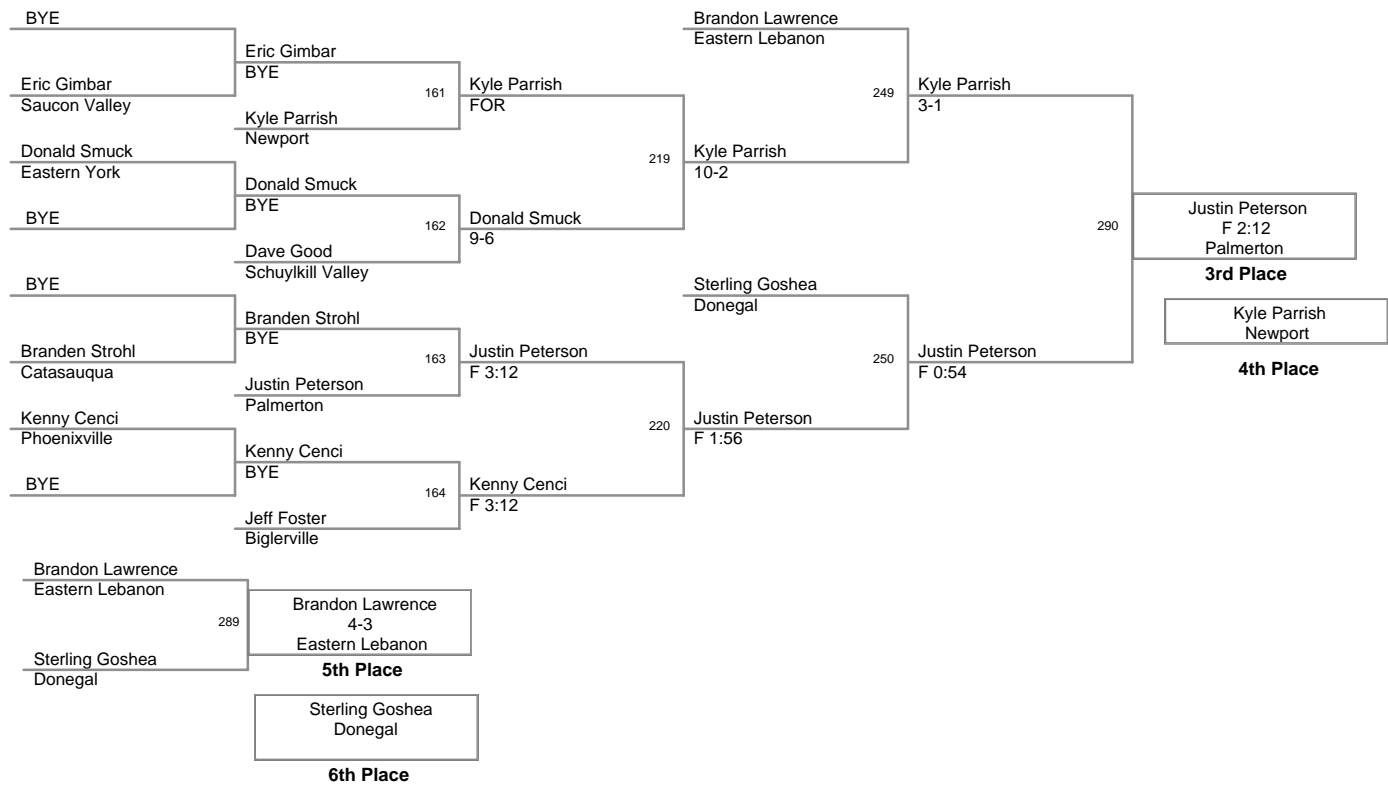 BYE
Eric Gimbar
Saucon Valley
Donald Smuck
Eastern York
BYE
BYE
Branden Strohl
Catasauqua
Kenny Cenci
Phoenixville
BYE
Eric Gimbar
BYE
161
Kyle Parrish
Newport
Donald Smuck
BYE
162
Dave Good
Schuylkill Valley
Branden Strohl
BYE
163
Justin Peterson
Palmerton
Kenny Cenci
BYE
164
Jeff Foster
Biglerville
Kyle Parrish
FOR
219
Donald Smuck
9-6
Justin Peterson
F 3:12
220
Kenny Cenci
F 3:12
Brandon Lawrence
Eastern Lebanon
249
Kyle Parrish
10-2
Sterling Goshea
Donegal
250
Justin Peterson
F 1:56
Kyle Parrish
3-1
290
Justin Peterson
F 0:54
Justin Peterson
F 2:12
Palmerton
3rd Place
Kyle Parrish
Newport
4th Place
Brandon Lawrence
Eastern Lebanon
289
Sterling Goshea
Donegal
Brandon Lawrence
4-3
Eastern Lebanon
5th Place
Sterling Goshea
Donegal
6th Place